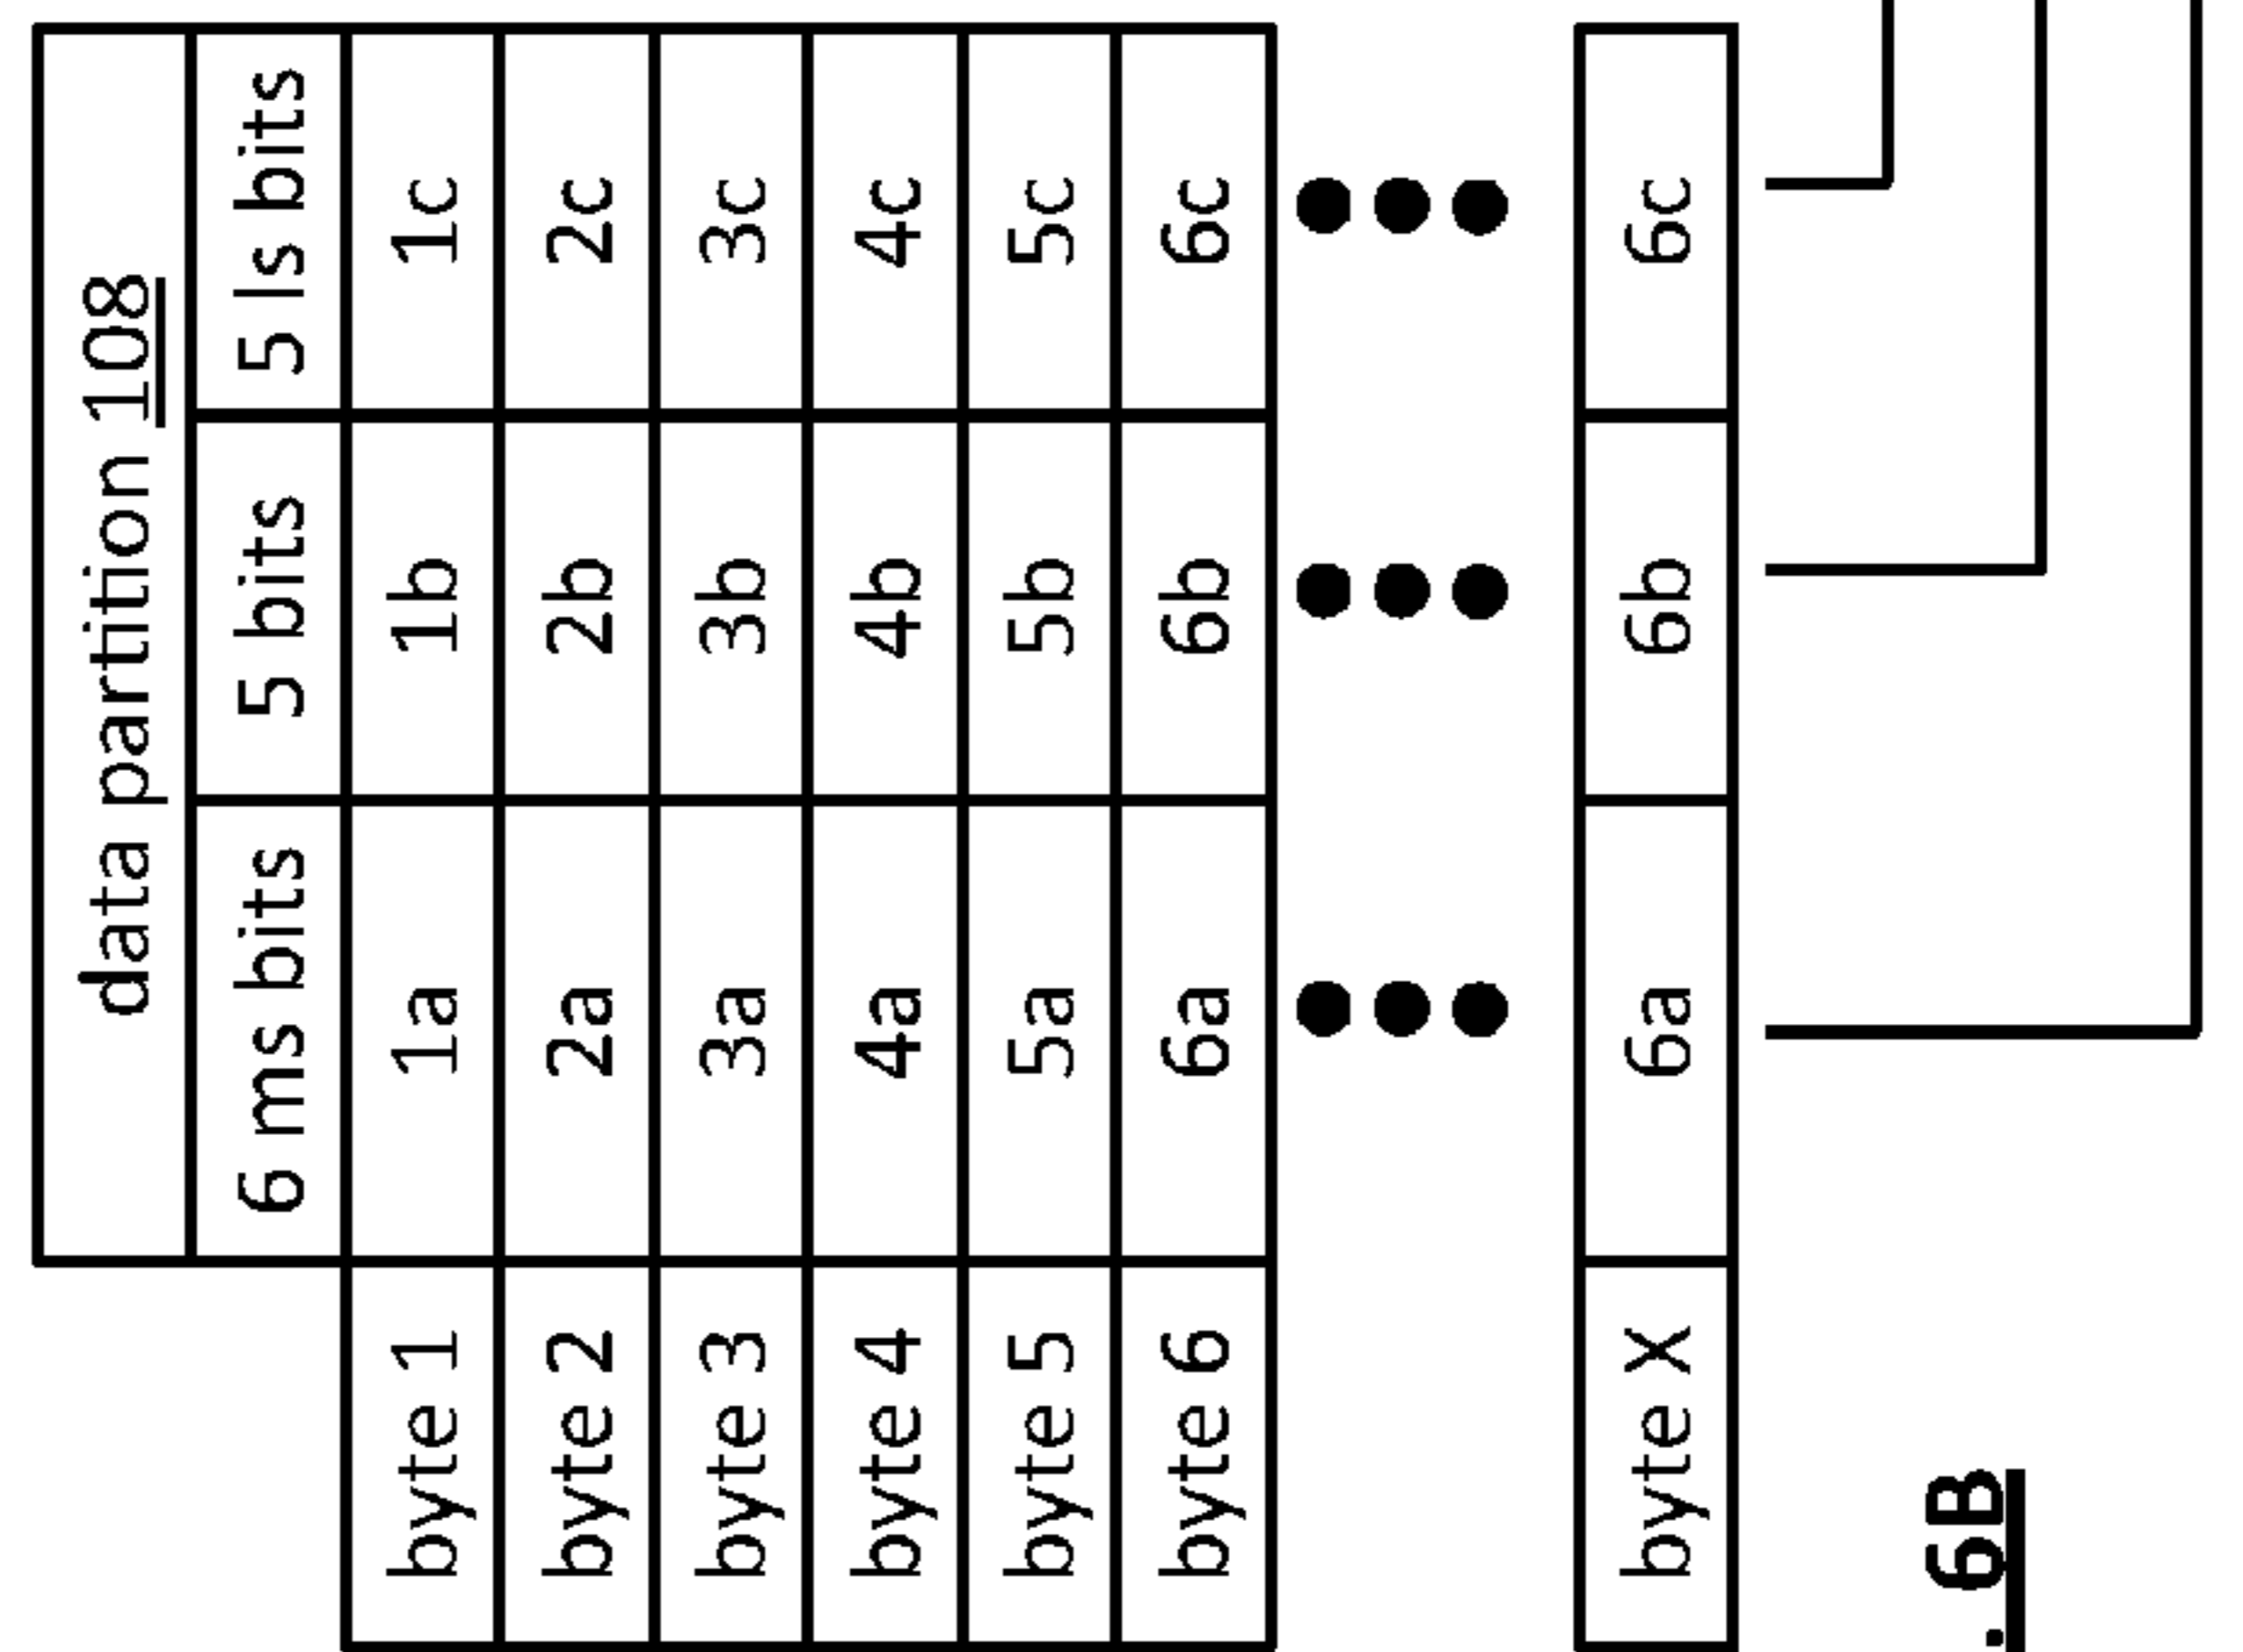 data partition 108
6 ms bits 5 bits 5 ls bits
byte 1 1a 1b 1c
byte 2 2a 2b 2c
byte 3 3a 3b 3c
byte 4 4a 4b 4c
byte 5 5a 5b 5c
byte 6 6a 6b 6c
byte X 6a 6b 6c
. 6B